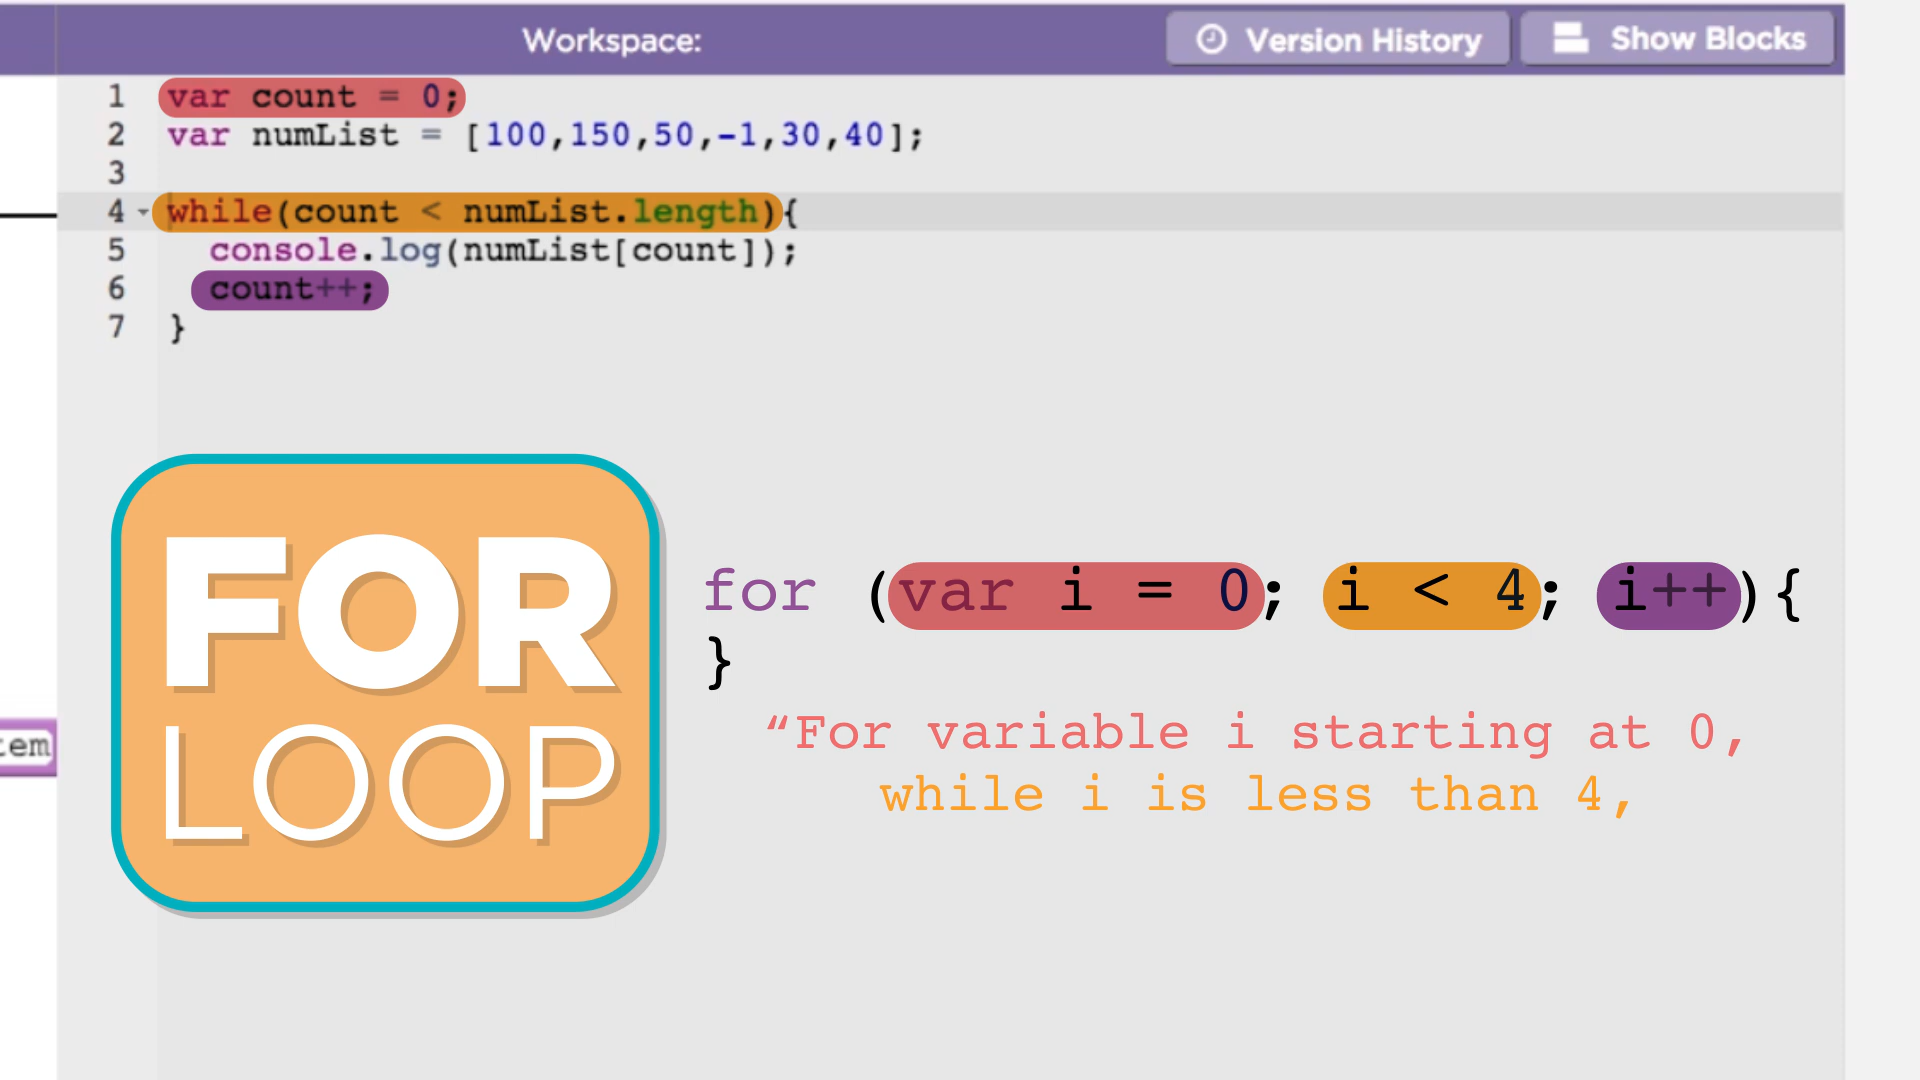 Workspace:
Version History
Show Blocks
1 var count = 0;
2 var numList = [100,150,50,-1,30,40];
3
4 while(count < numList.length){
5 console.log(numList[count]);
6 count++;
7 }
FOR
LOOP
for (var i = 0; i < 4; i++){
}
“For variable i starting at 0,
while i is less than 4,